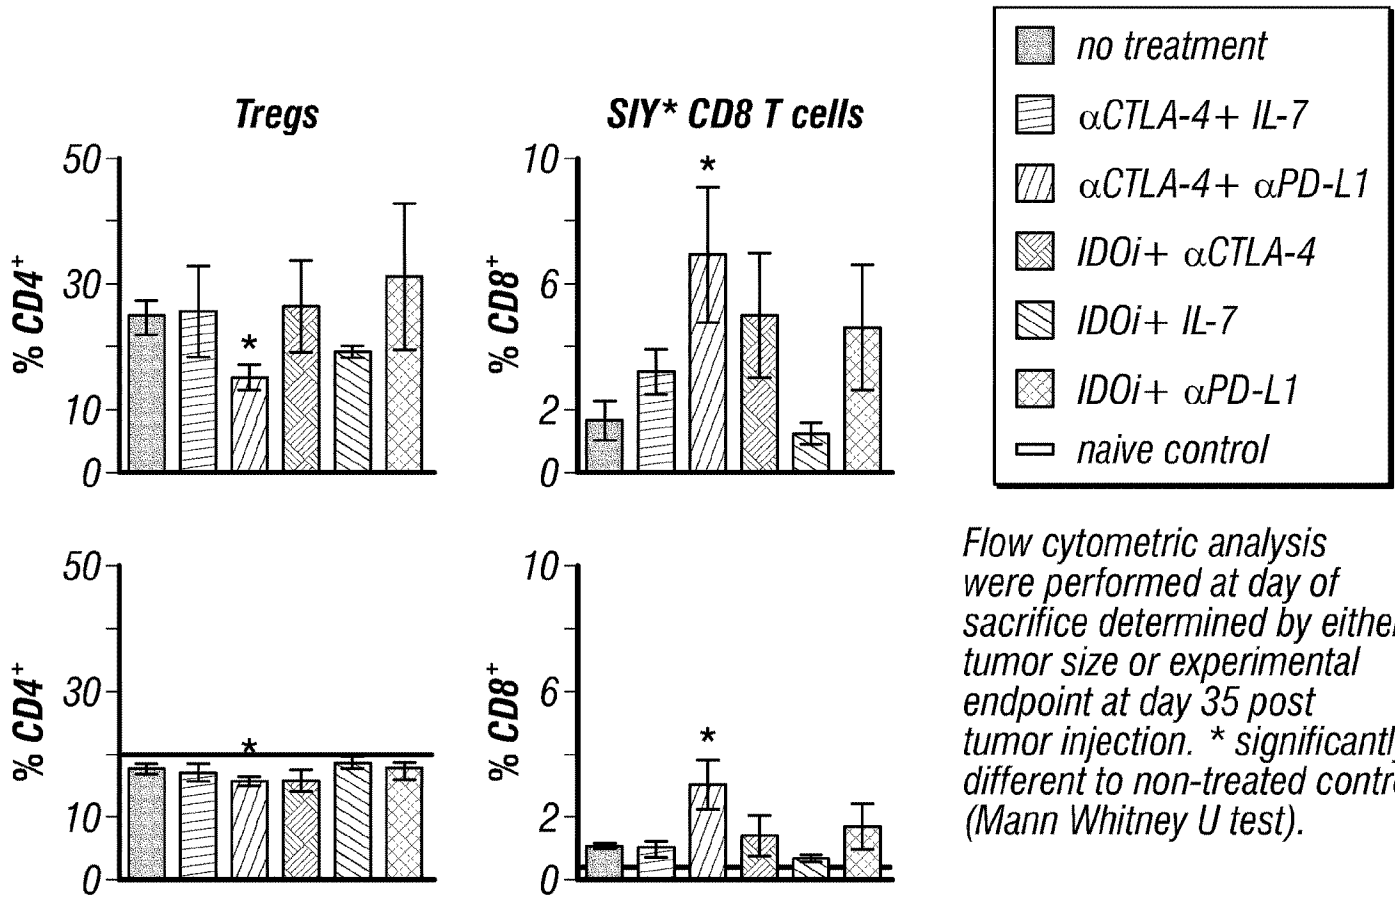 Tregs
50
30
10
0
% CD4+
SIY* CD8 T cells
10
6
2
0
% CD8+
*
*
no treatment
αCTLA-4+ IL-7
αCTLA-4+ αPD-L1
IDOi+ αCTLA-4
IDOi+ IL-7
IDOi+ αPD-L1
naive control
50
30
10
0
% CD4+
*
10
6
2
0
% CD8+
*
Flow cytometric analysis
were performed at day of
sacrifice determined by either
tumor size or experimental
endpoint at day 35 post
tumor injection. * significantl
different to non-treated contr
(Mann Whitney U test).